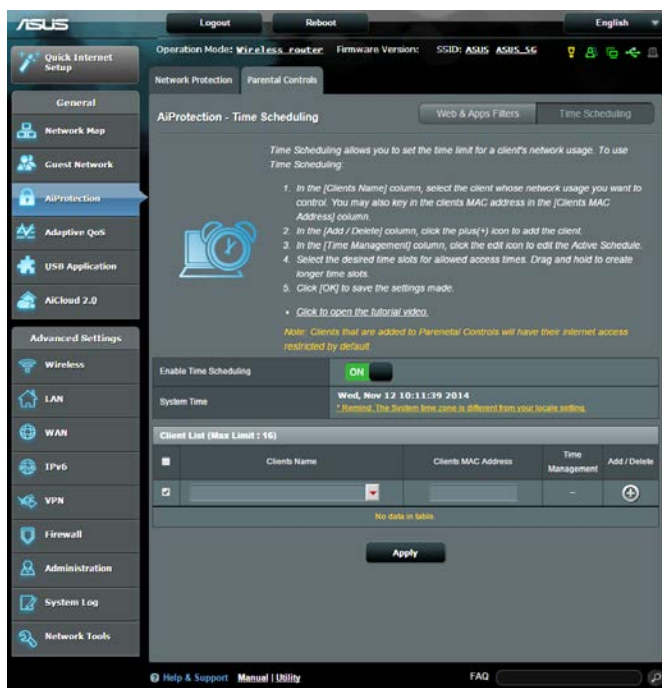 ASUS
Logout
Reboot
English
Quick Internet Setup
Operation Mode: Wireless router Firmware Version: SSID: ASUS ASUS_5G
Network Protection
Parental Controls
General
Network Map
Guest Network
AiProtection
Adaptive QoS
USB Application
AiCloud 2.0
Advanced Settings
Wireless
LAN
WAN
IPv6
VPN
Firewall
Administration
System Log
Network Tools
AiProtection - Time Scheduling
Web & Apps Filters
Time Scheduling
Time Scheduling allows you to set the time limit for a client's network usage. To use
Time Scheduling:
1. In the [Clients Name] column, select the client whose network usage you want to
control. You may also key in the clients MAC address in the [Clients MAC
Address] column.
2. In the [Add / Delete] column, click the plus(+) icon to add
the client.
3. In the [Time Management] column, click the edit icon to edit the Active Schedule.
4. Select the desired time slots for allowed access times. Drag and hold to create
longer time slots.
5. Click [OK] to save the settings made.
• Click to open the tutorial video.
Note: Clients that are added to Parenetal Controls will have their internet access
restricted by default.
Enable Time Scheduling
ON
System Time
Wed, Nov 12 10:11:39 2014
* Remind: The System time zone is different from your locale setting.
Client List (Max Limit : 16)
Clients Name
Clients MAC Address
Time Management
Add / Delete
–
No data in table.
Apply
Help & Support Manual | Utility
FAQ